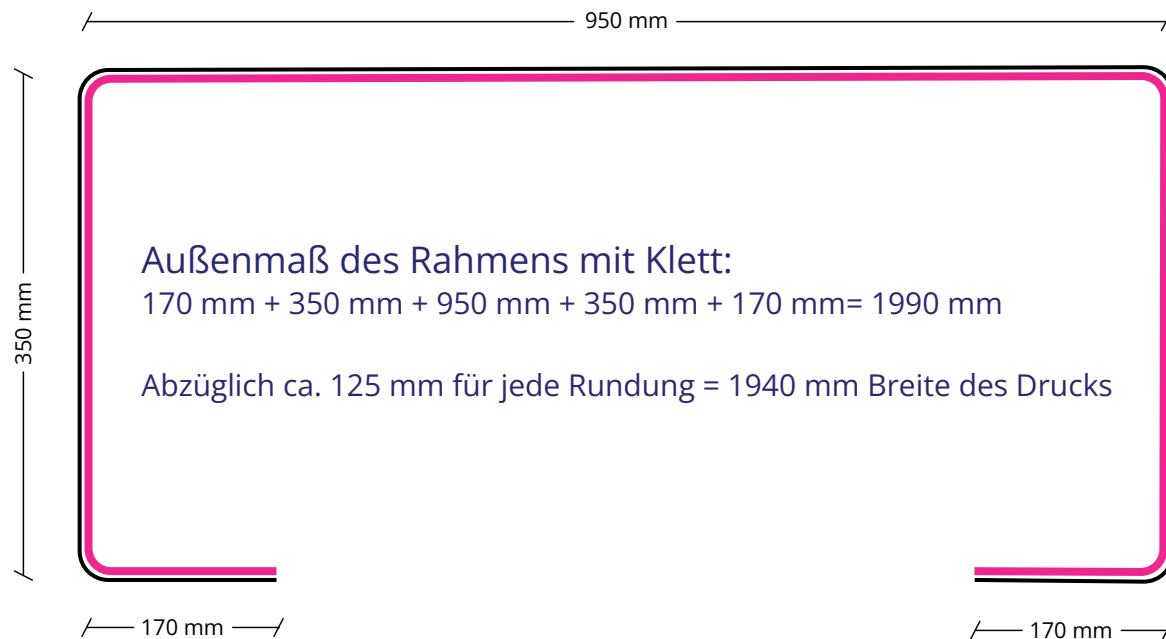 950 mm
350 mm
Außenmaß des Rahmens mit Klett:
170 mm + 350 mm + 950 mm + 350 mm + 170 mm= 1990 mm
Abzüglich ca. 125 mm für jede Rundung = 1940 mm Breite des Drucks
170 mm
170 mm